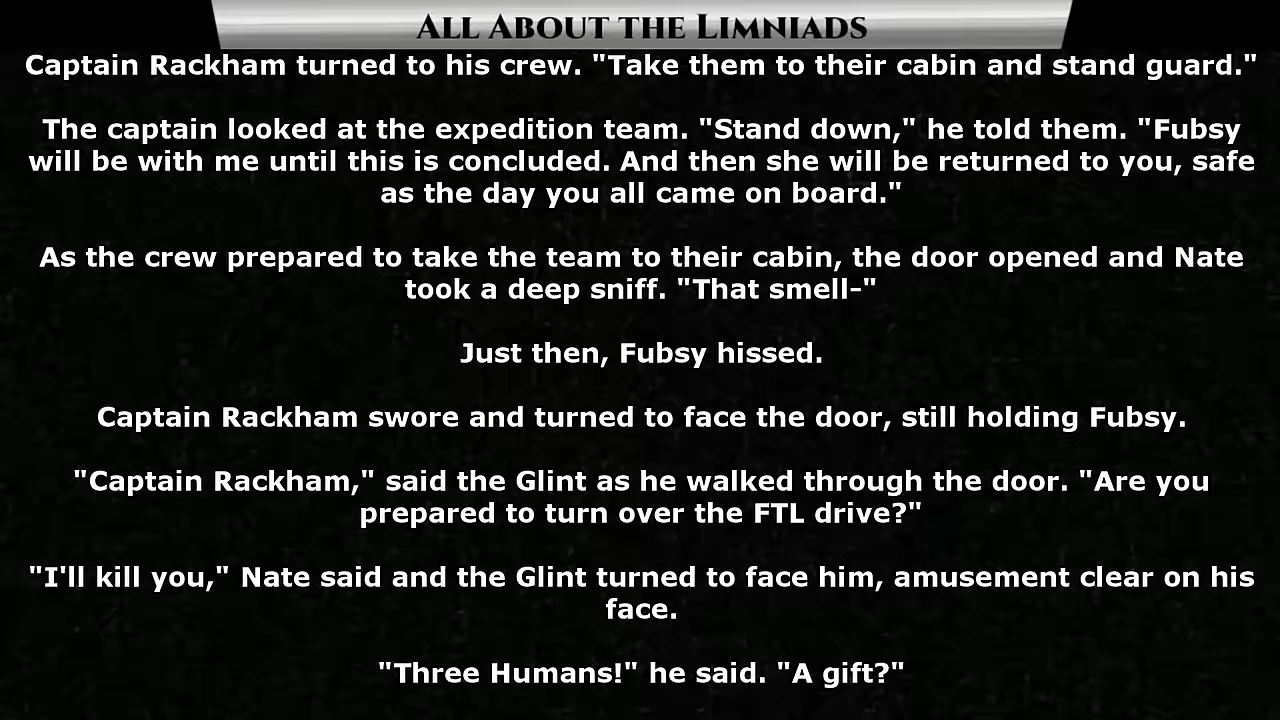 All About the Limniads
Captain Rackham turned to his crew. "Take them to their cabin and stand guard."
The captain looked at the expedition team. "Stand down," he told them. "Fubsy
will be with me until this is concluded. And then she will be returned to you, safe
as the day you all came on board."
As the crew prepared to take the team to their cabin, the door opened and Nate
took a deep sniff. "That smell-"
Just then, Fubsy hissed.
Captain Rackham swore and turned to face the door, still holding Fubsy.
"Captain Rackham," said the Glint as he walked through the door. "Are you
prepared to turn over the FTL drive?"
"I'll kill you," Nate said and the Glint turned to face him, amusement clear on his
face.
"Three Humans!" he said. "A gift?"